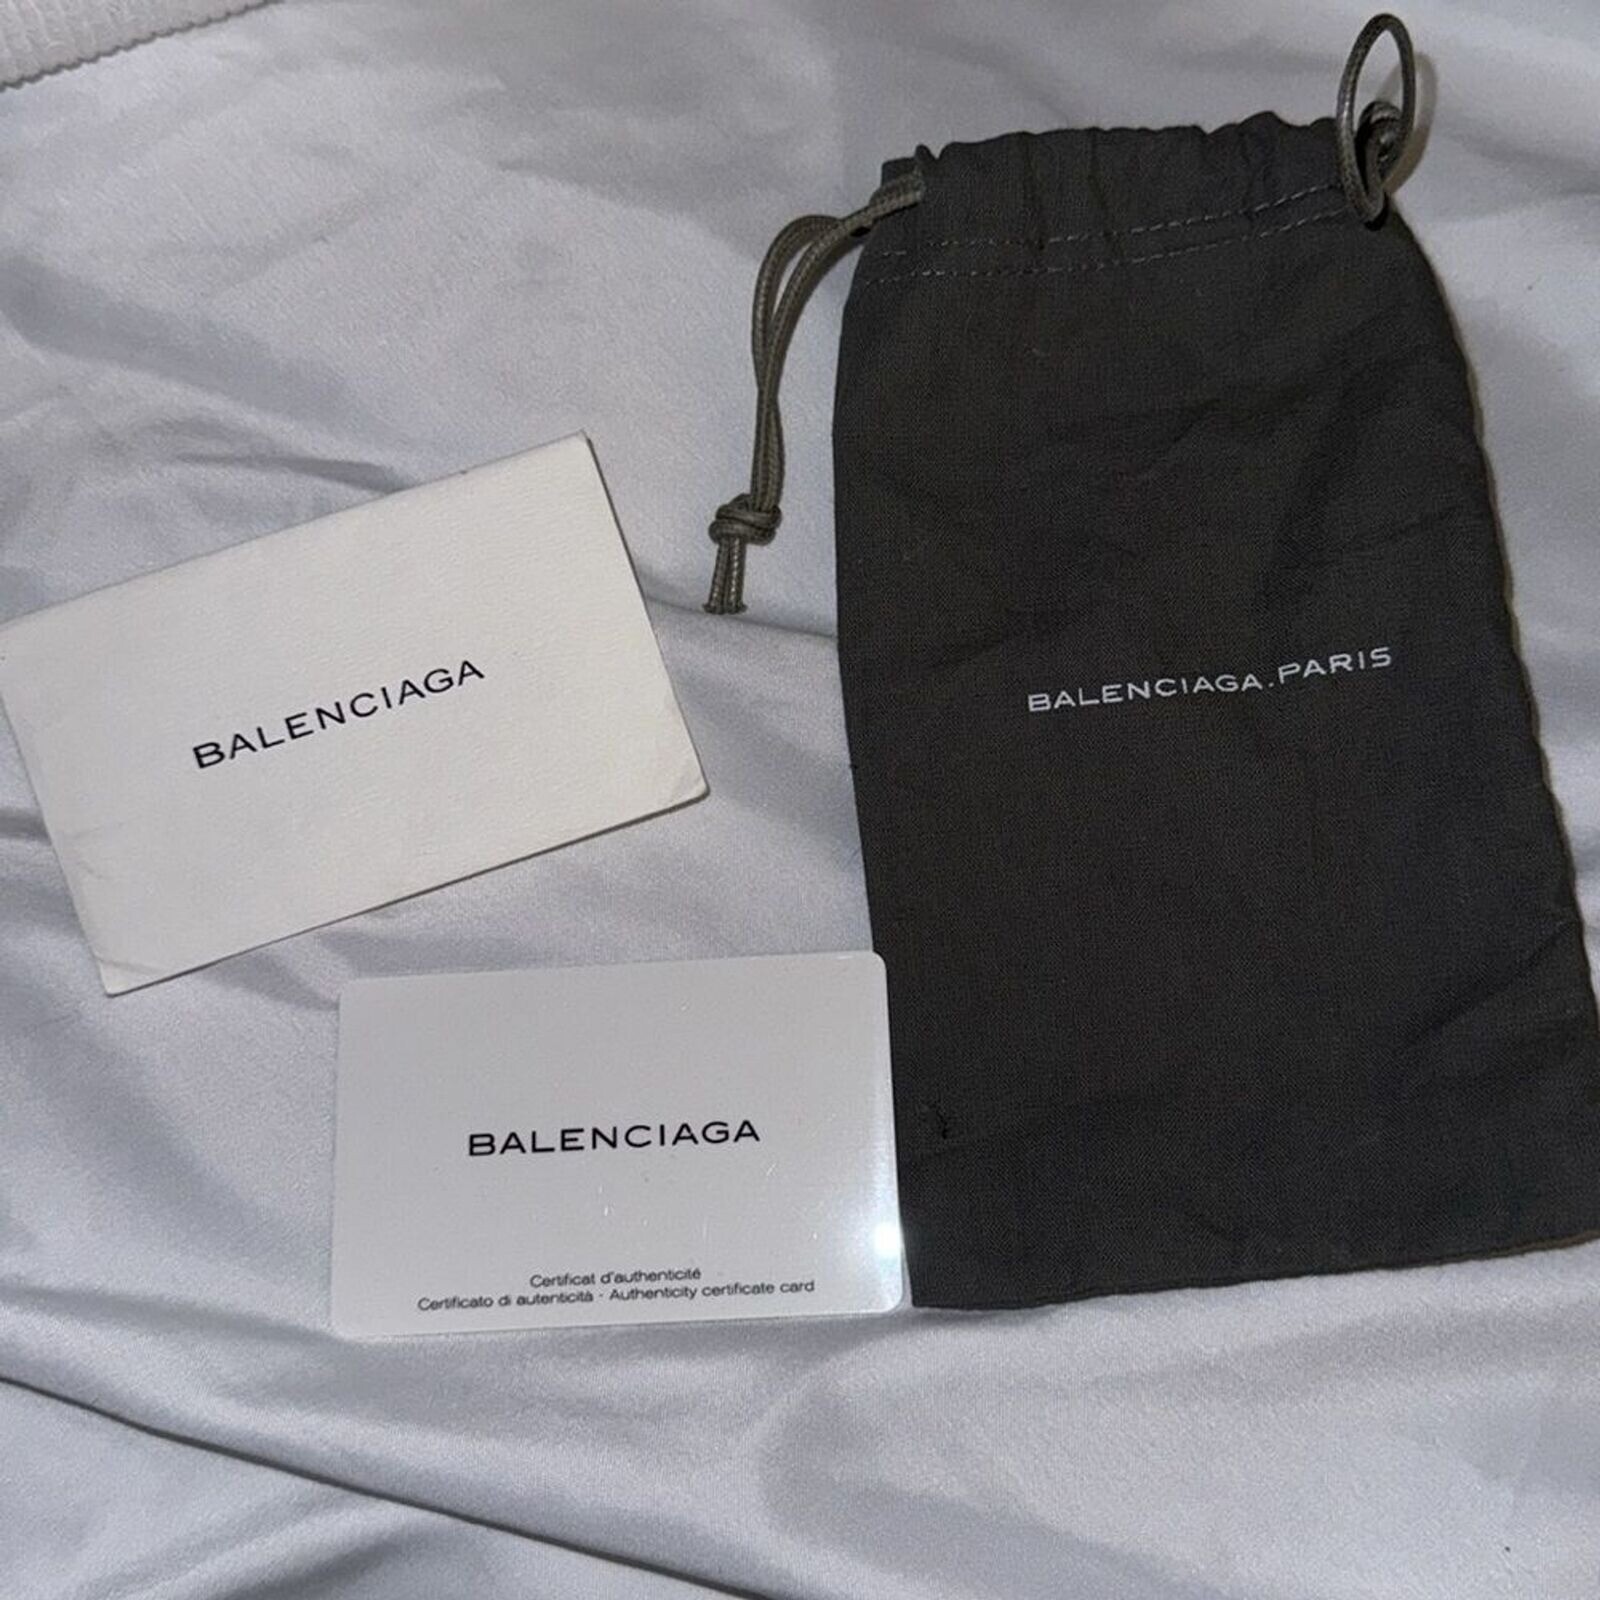 BALENCIAGA.PARIS
BALENCIAGA
BALENCIAGA
Certificat d'authenticité
Certificato di autenticità · Authenticity certificate card